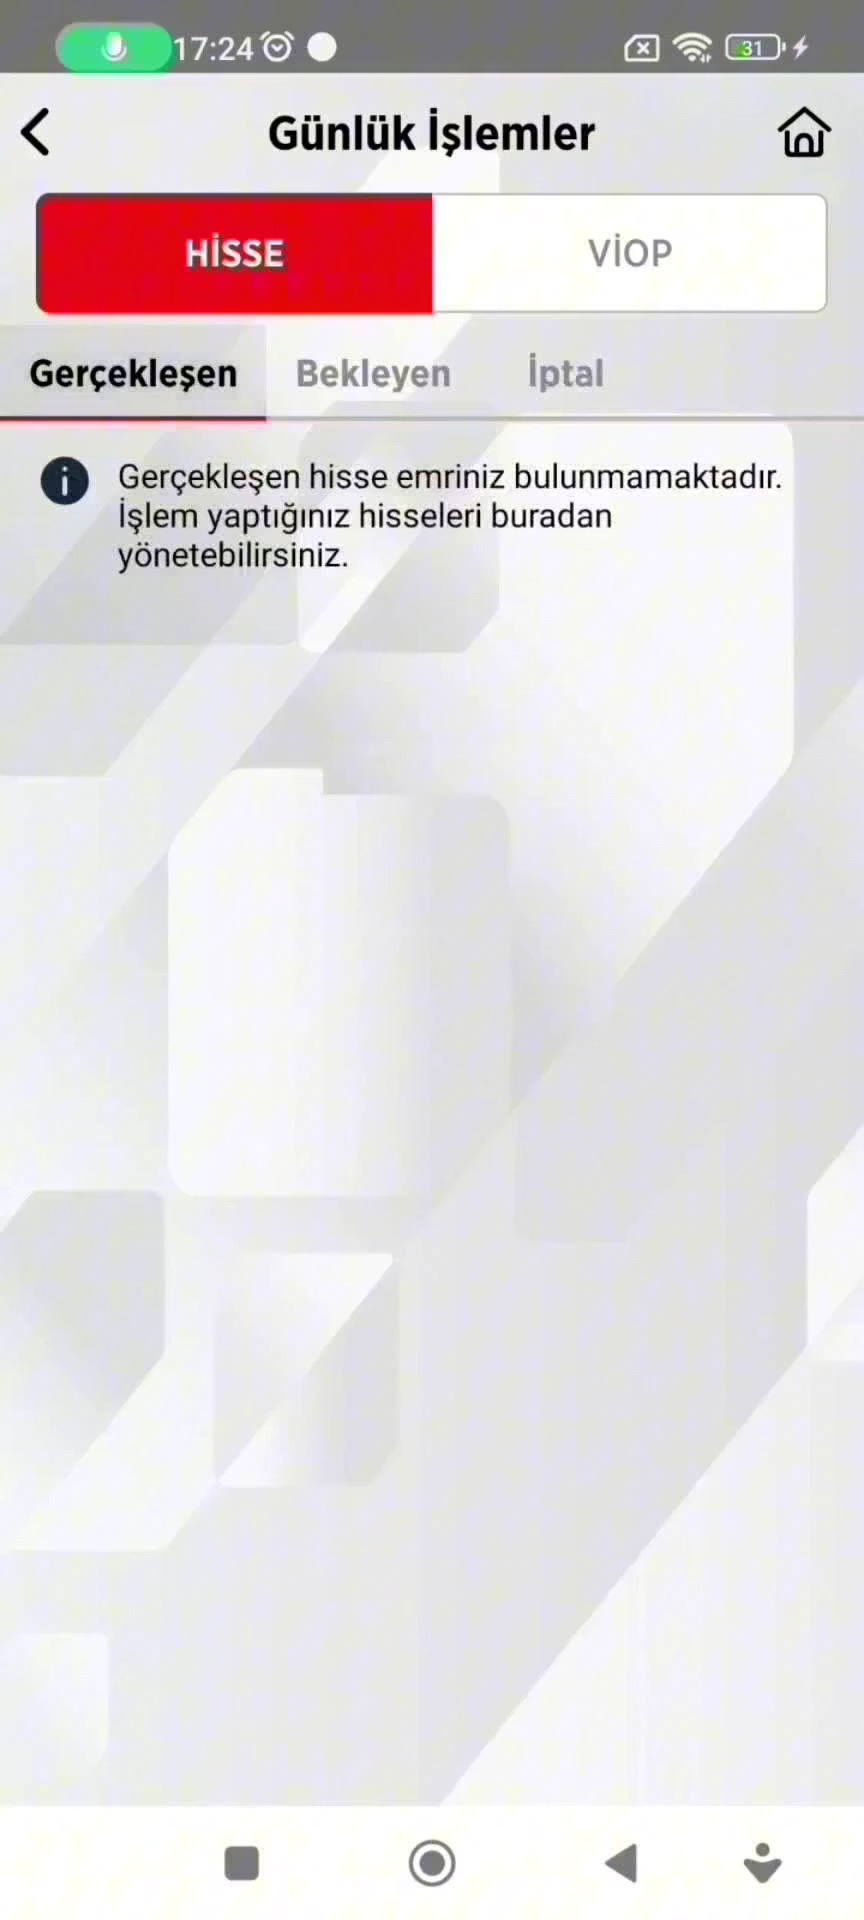 17:24
31
Günlük İşlemler
HİSSE
VİOP
Gerçekleşen
Bekleyen
İptal
Gerçekleşen hisse emriniz bulunmamaktadır.
İşlem yaptığınız hisseleri buradan
yönetebilirsiniz.